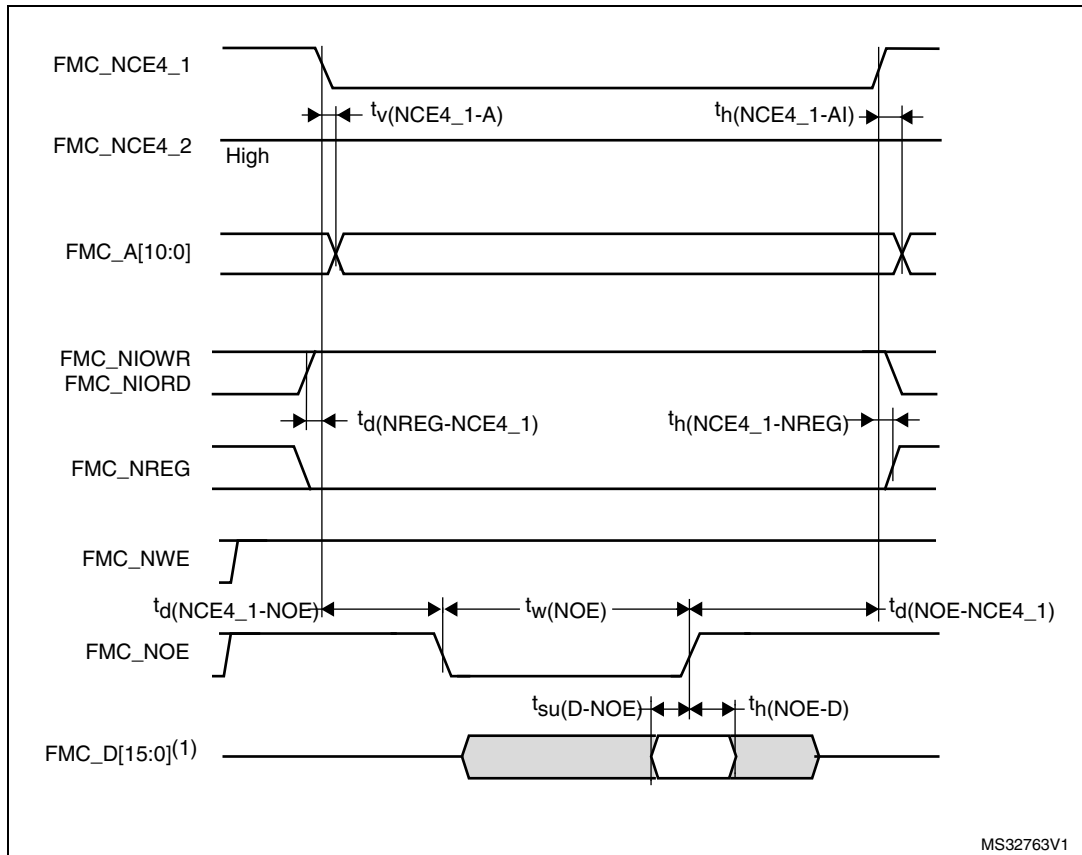 FMC_NCE4_1
tv(NCE4_1-A)
th(NCE4_1-AI)
FMC_NCE4_2
High
FMC_A[10:0]
FMC_NIOWR
FMC_NIORD
td(NREG-NCE4_1)
th(NCE4_1-NREG)
FMC_NREG
FMC_NWE
td(NCE4_1-NOE)
tw(NOE)
td(NOE-NCE4_1)
FMC_NOE
tsu(D-NOE)
th(NOE-D)
FMC_D[15:0](1)
MS32763V1